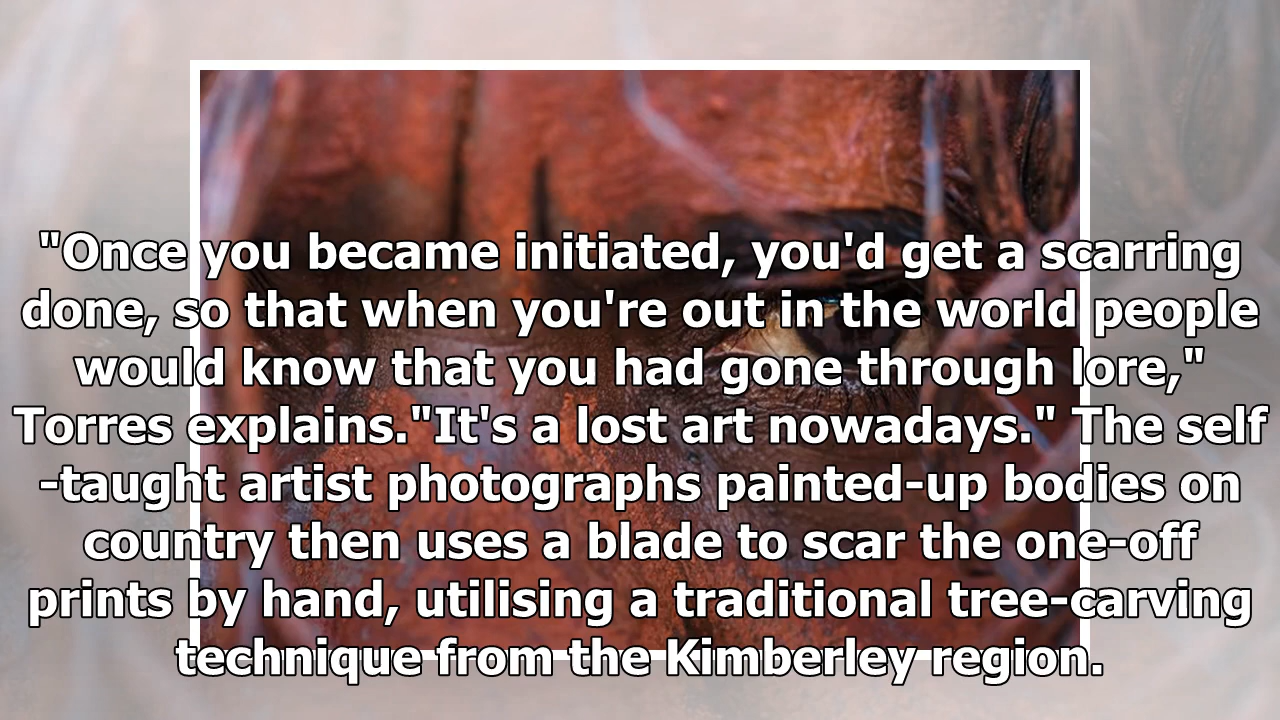 "Once you became initiated, you'd get a scarring
done, so that when you're out in the world people
would know that you had gone through lore,"
Torres explains."It's a lost art nowadays." The self
-taught artist photographs painted-up bodies on
country then uses a blade to scar the one-off
prints by hand, utilising a traditional tree-carving
technique from the Kimberley region.